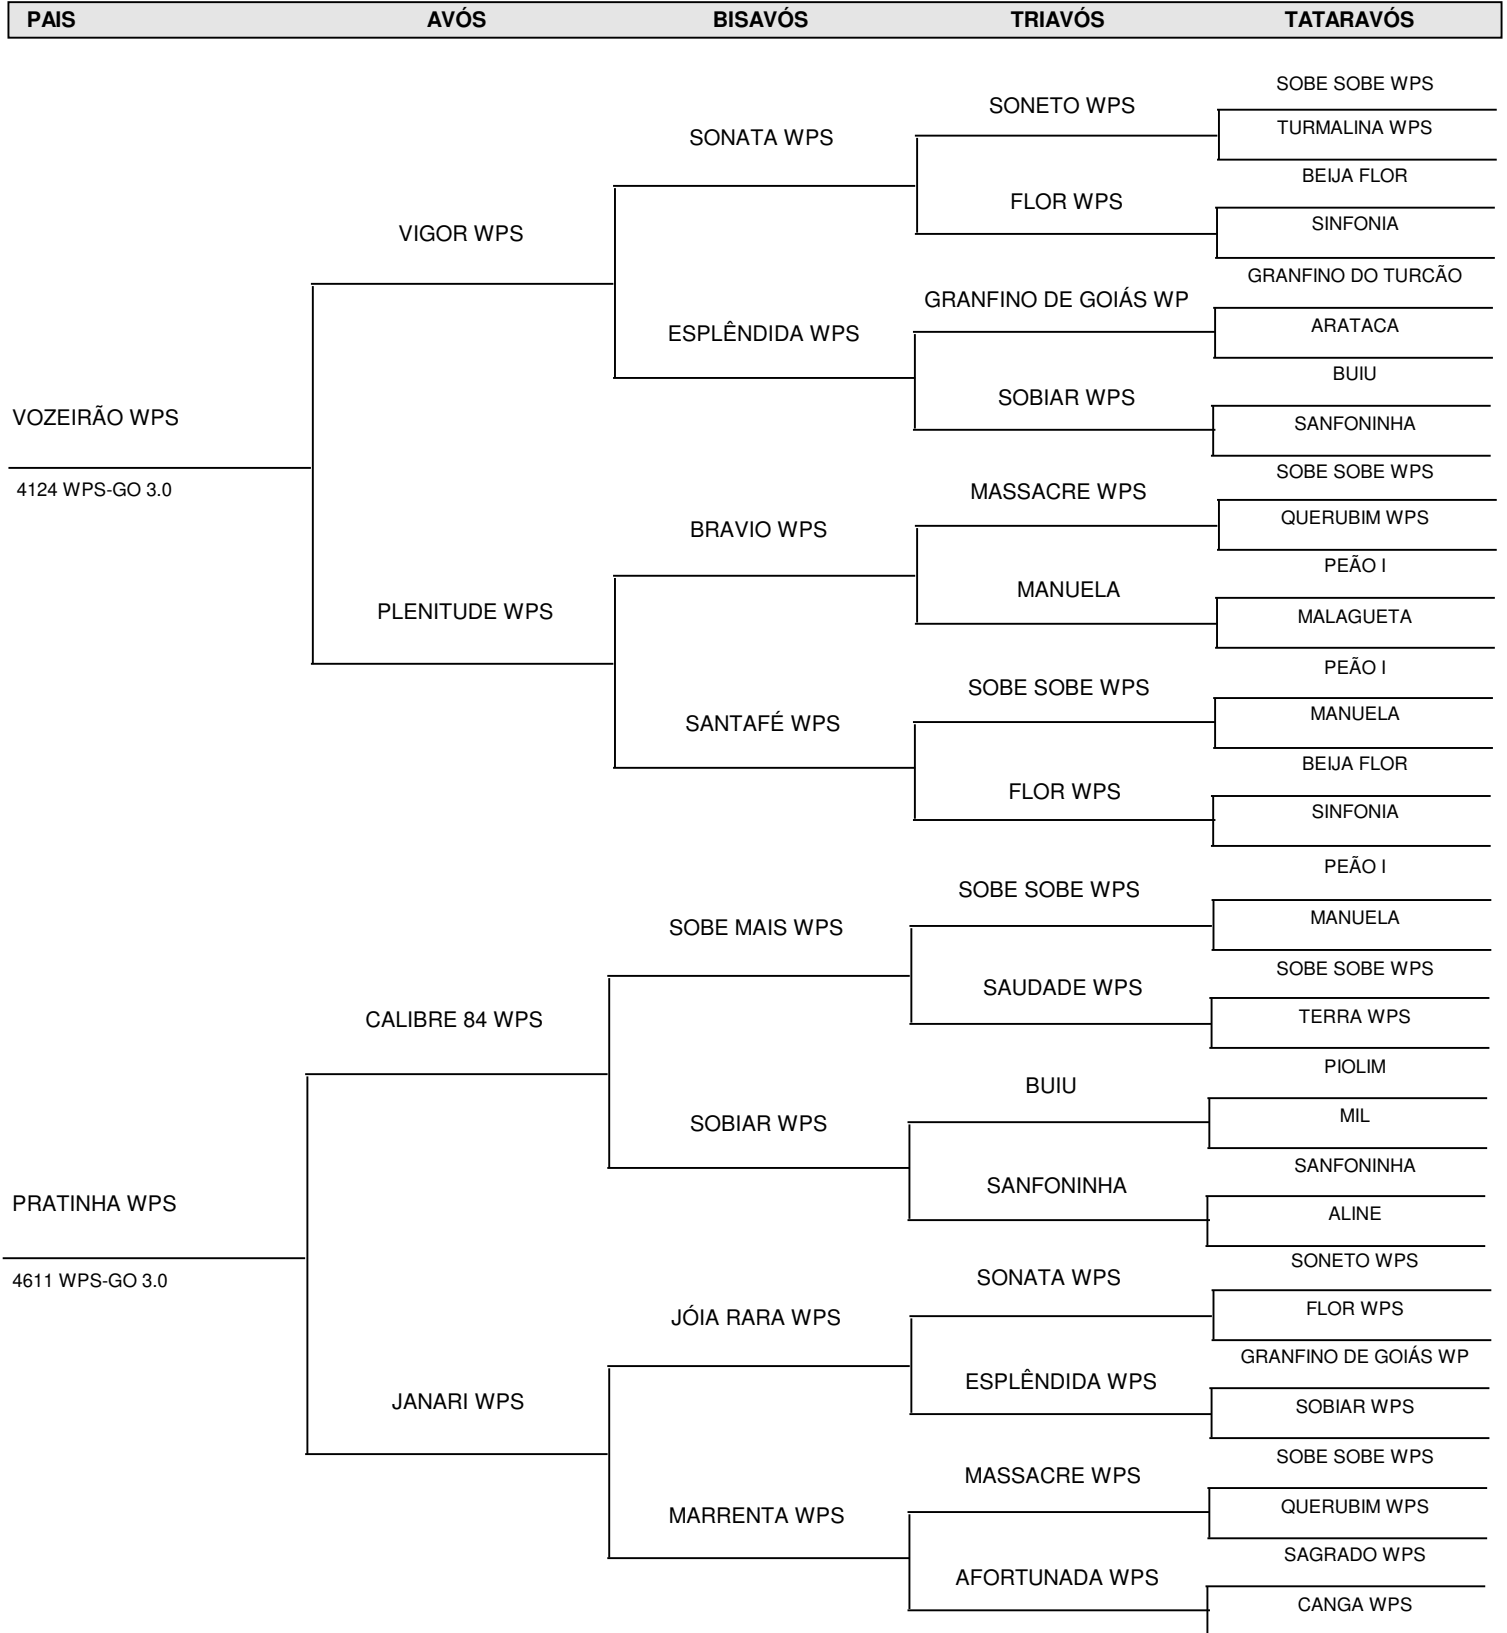 PAIS AVÓS BISAVÓS TRIAVÓS TATARAVÓS
SOBE SOBE WPS
SONETO WPS
TURMALINA WPS
SONATA WPS
BEIJA FLOR
FLOR WPS
SINFONIA
VIGOR WPS
GRANFINO DO TURCÃO
GRANFINO DE GOIÁS WP
ARATACA
ESPLÊNDIDA WPS
BUIU
SOBIAR WPS
SANFONINHA
VOZEIRÃO WPS
4124 WPS-GO 3.0
SOBE SOBE WPS
MASSACRE WPS
QUERUBIM WPS
BRAVIO WPS
PEÃO I
MANUELA
MALAGUETA
PLENITUDE WPS
PEÃO I
SOBE SOBE WPS
MANUELA
SANTAFÉ WPS
BEIJA FLOR
FLOR WPS
SINFONIA
PEÃO I
SOBE SOBE WPS
MANUELA
SOBE MAIS WPS
SOBE SOBE WPS
SAUDADE WPS
TERRA WPS
CALIBRE 84 WPS
PIOLIM
BUIU
MIL
SOBIAR WPS
SANFONINHA
SANFONINHA
ALINE
PRATINHA WPS
4611 WPS-GO 3.0
SONETO WPS
SONATA WPS
FLOR WPS
JÓIA RARA WPS
GRANFINO DE GOIÁS WP
ESPLÊNDIDA WPS
SOBIAR WPS
JANARI WPS
SOBE SOBE WPS
MASSACRE WPS
QUERUBIM WPS
MARRENTA WPS
SAGRADO WPS
AFORTUNADA WPS
CANGA WPS